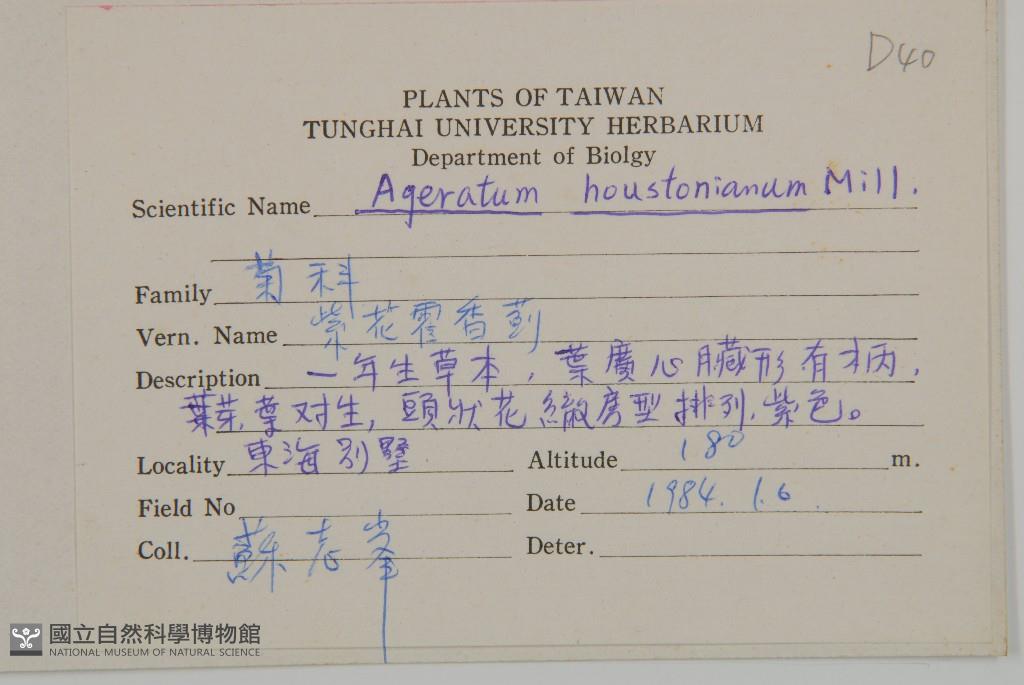 D40
PLANTS OF TAIWAN
TUNGHAI UNIVERSITY HERBARIUM
Department of Biolgy
Scientific Name Ageratum houstonianum Mill.
Family 菊科
Vern. Name 紫花霍香薊
Description 一年生草本，葉廣心臟形有柄，
葉芽，葉对生，頭狀花繖房型排列，紫色。
Locality 東海别墅 Altitude 180 m.
Field No Date 1984. 1.6.
Coll. 蘇志峯 Deter.
國立自然科學博物館
NATIONAL MUSEUM OF NATURAL SCIENCE